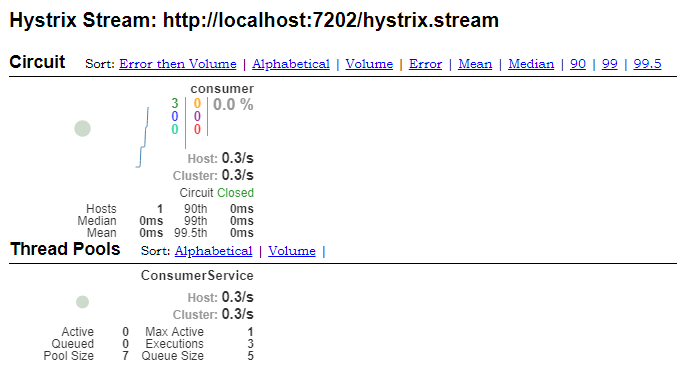 Hystrix Stream: http://localhost:7202/hystrix.stream
Circuit Sort: Error then Volume | Alphabetical | Volume | Error | Mean | Median | 90 | 99 | 99.5
consumer
3 0 0.0 %
0 0
0 0
Host: 0.3/s
Cluster: 0.3/s
Circuit Closed
Hosts 1 90th 0ms
Median 0ms 99th 0ms
Mean 0ms 99.5th 0ms
Thread Pools Sort: Alphabetical | Volume |
ConsumerService
Host: 0.3/s
Cluster: 0.3/s
Active 0 Max Active 1
Queued 0 Executions 3
Pool Size 7 Queue Size 5